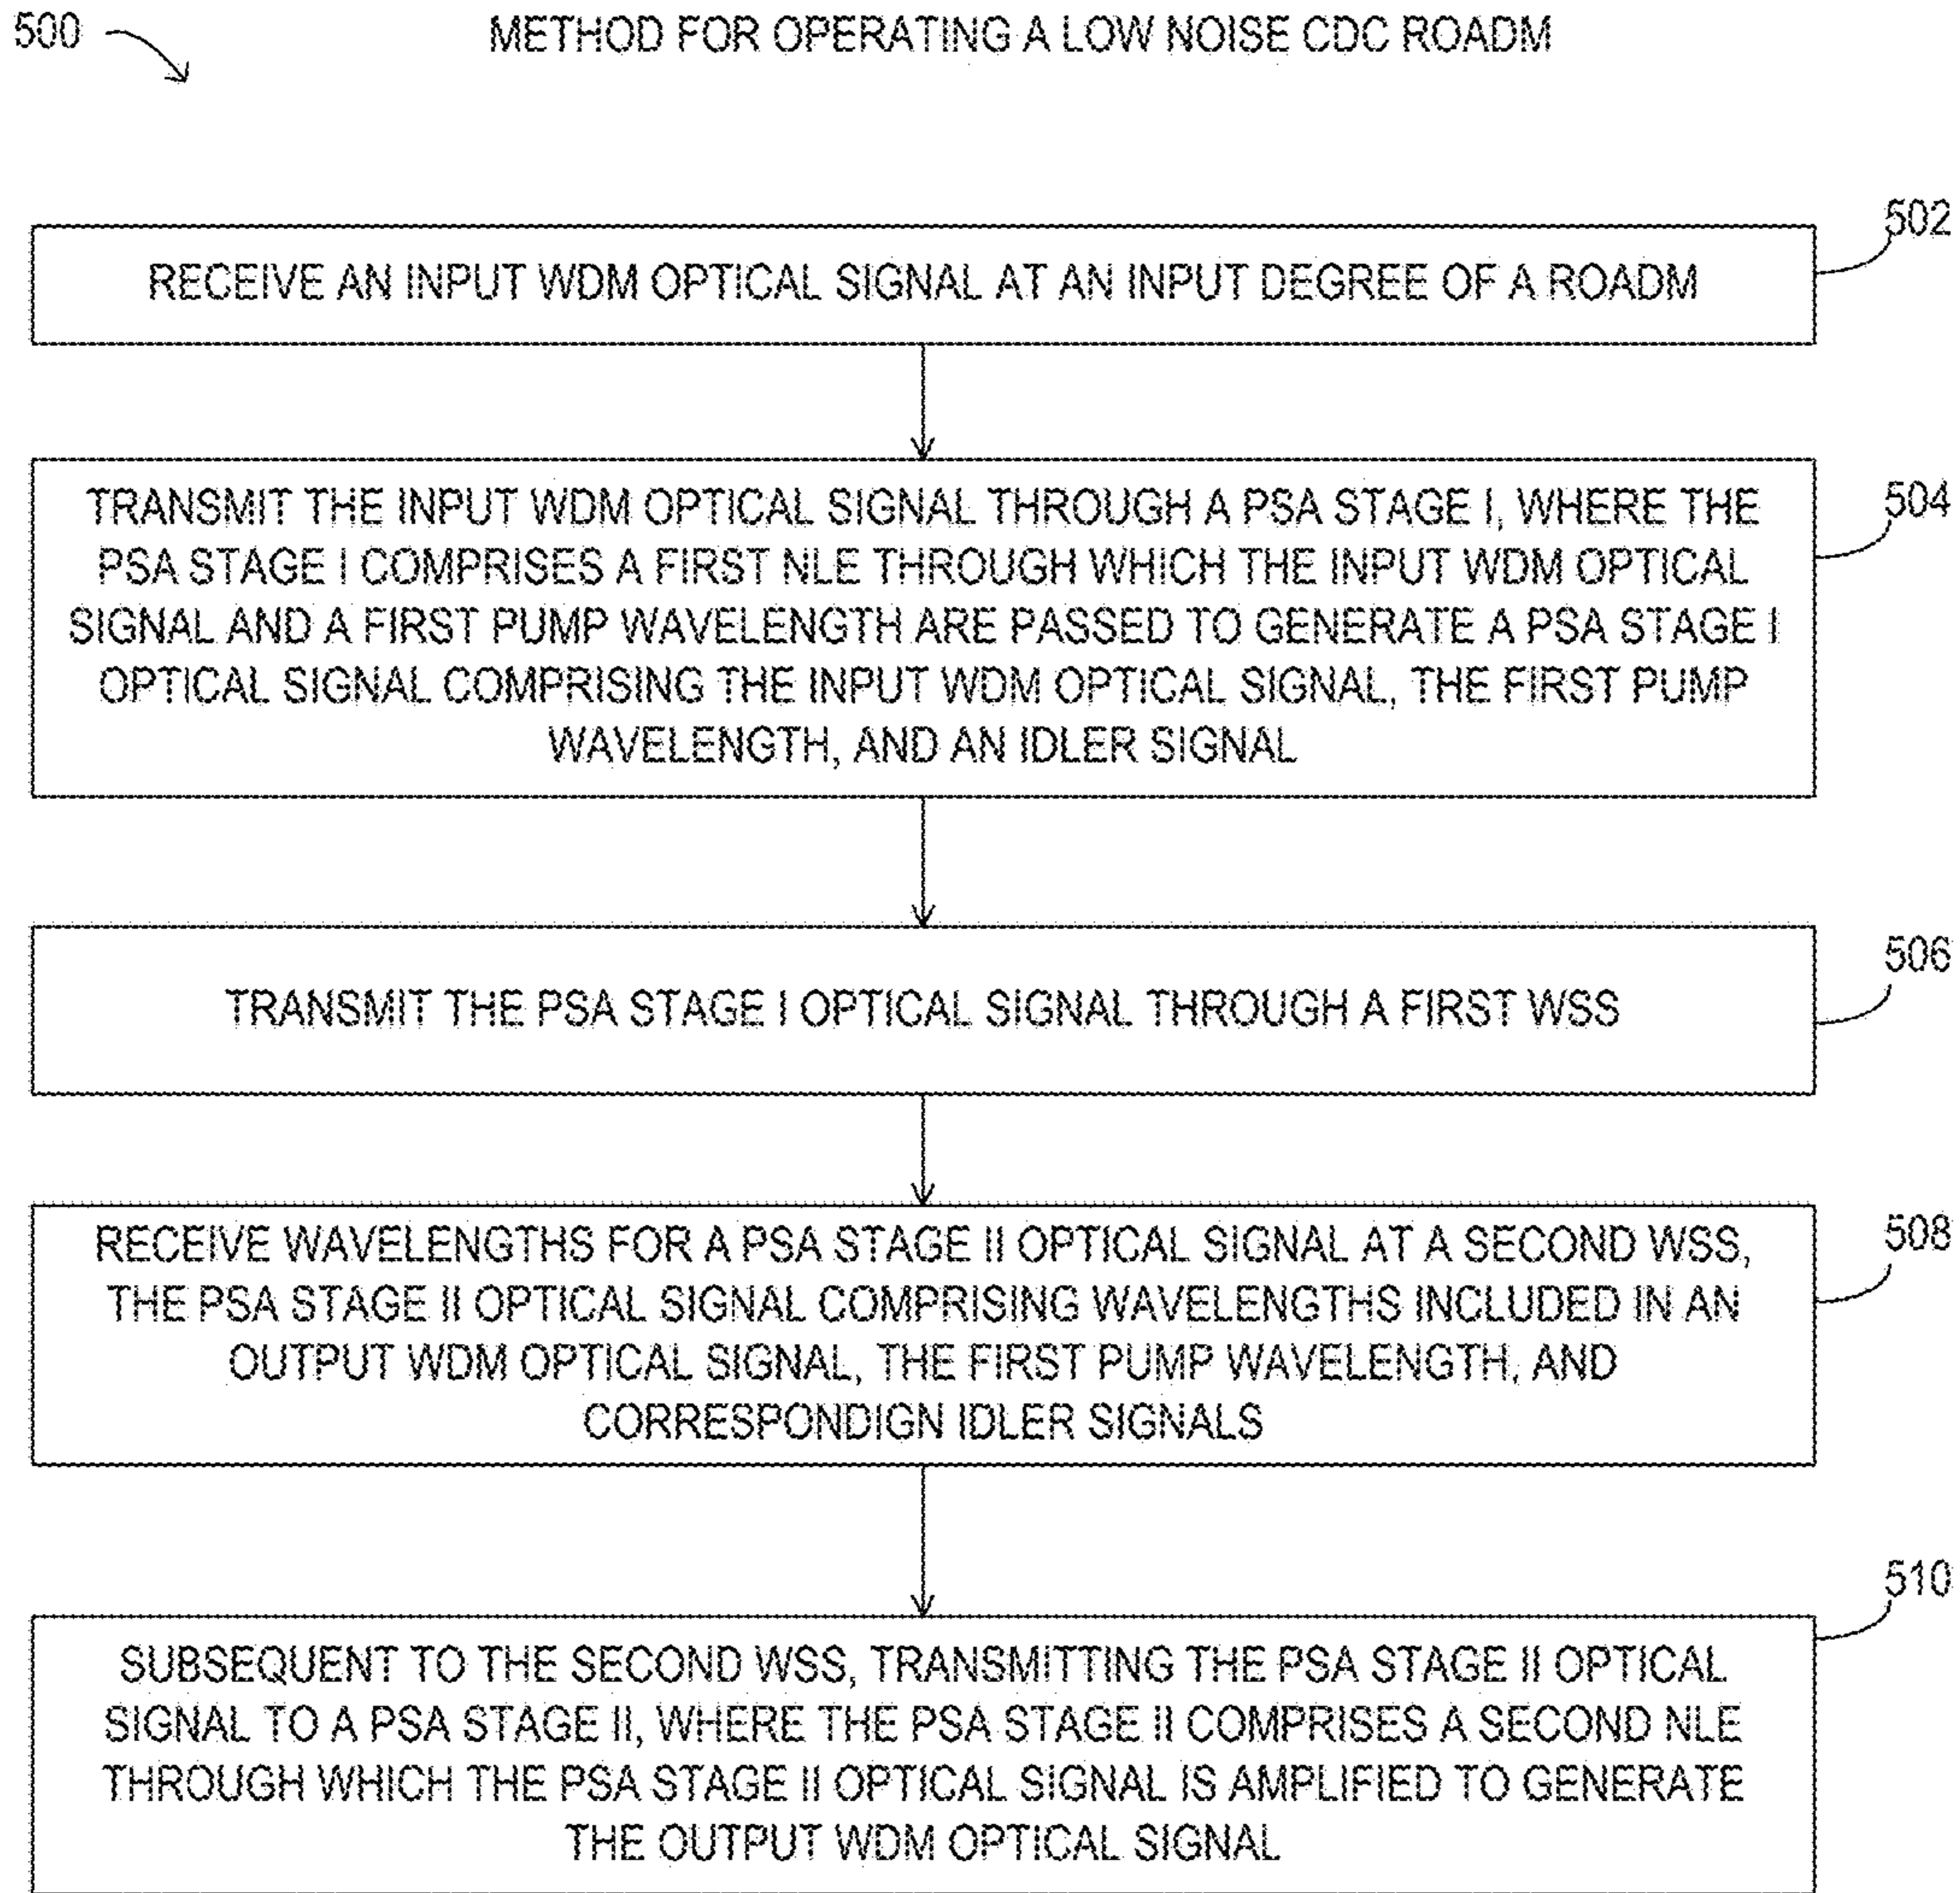 500
METHOD FOR OPERATING A LOW NOISE CDC ROADM
502
RECEIVE AN INPUT WDM OPTICAL SIGNAL AT AN INPUT DEGREE OF A ROADM
504
TRANSMIT THE INPUT WDM OPTICAL SIGNAL THROUGH A PSA STAGE I, WHERE THE
PSA STAGE I COMPRISES A FIRST NLE THROUGH WHICH THE INPUT WDM OPTICAL
SIGNAL AND A FIRST PUMP WAVELENGTH ARE PASSED TO GENERATE A PSA STAGE I
OPTICAL SIGNAL COMPRISING THE INPUT WDM OPTICAL SIGNAL, THE FIRST PUMP
WAVELENGTH, AND AN IDLER SIGNAL
506
TRANSMIT THE PSA STAGE I OPTICAL SIGNAL THROUGH A FIRST WSS
508
RECEIVE WAVELENGTHS FOR A PSA STAGE II OPTICAL SIGNAL AT A SECOND WSS,
THE PSA STAGE II OPTICAL SIGNAL COMPRISING WAVELENGTHS INCLUDED IN AN
OUTPUT WDM OPTICAL SIGNAL, THE FIRST PUMP WAVELENGTH, AND
CORRESPONDIGN IDLER SIGNALS
510
SUBSEQUENT TO THE SECOND WSS, TRANSMITTING THE PSA STAGE II OPTICAL
SIGNAL TO A PSA STAGE II, WHERE THE PSA STAGE II COMPRISES A SECOND NLE
THROUGH WHICH THE PSA STAGE II OPTICAL SIGNAL IS AMPLIFIED TO GENERATE
THE OUTPUT WDM OPTICAL SIGNAL